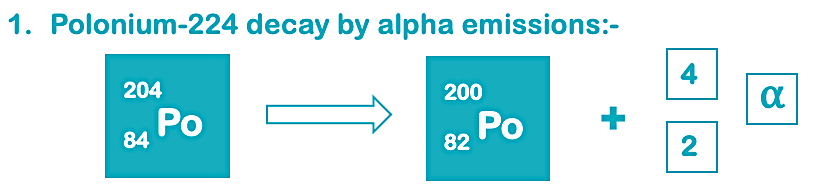 1. Polonium-224 decay by alpha emissions:-
204
84 Po
200
82 Po
+
4
2
α